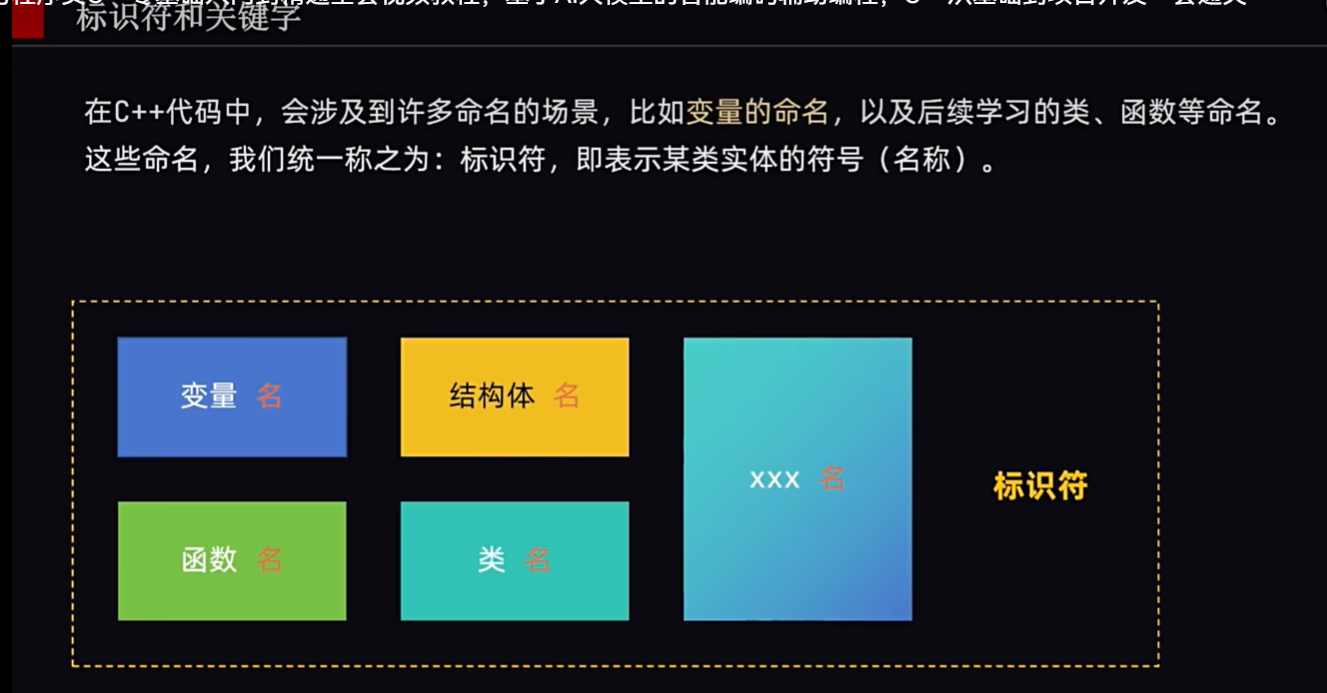 标识符和关键字
在C++代码中，会涉及到许多命名的场景，比如变量的命名，以及后续学习的类、函数等命名。
这些命名，我们统一称之为：标识符，即表示某类实体的符号（名称）。
变量 名
结构体 名
xxx 名
标识符
函数 名
类 名